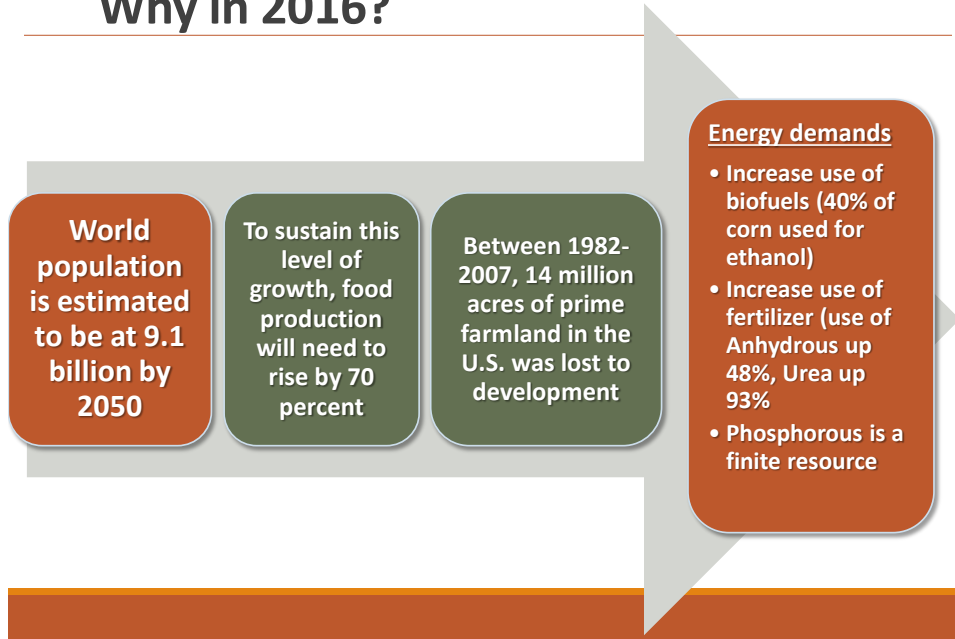 Why in 2016?
World
population
is estimated
to be at 9.1
billion by
2050
To sustain this
level of
growth, food
production
will need to
rise by 70
percent
Between 1982-
2007, 14 million
acres of prime
farmland in the
U.S. was lost to
development
Energy demands
• Increase use of
biofuels (40% of
corn used for
ethanol)
• Increase use of
fertilizer (use of
Anhydrous up
48%, Urea up
93%
• Phosphorous is a
finite resource